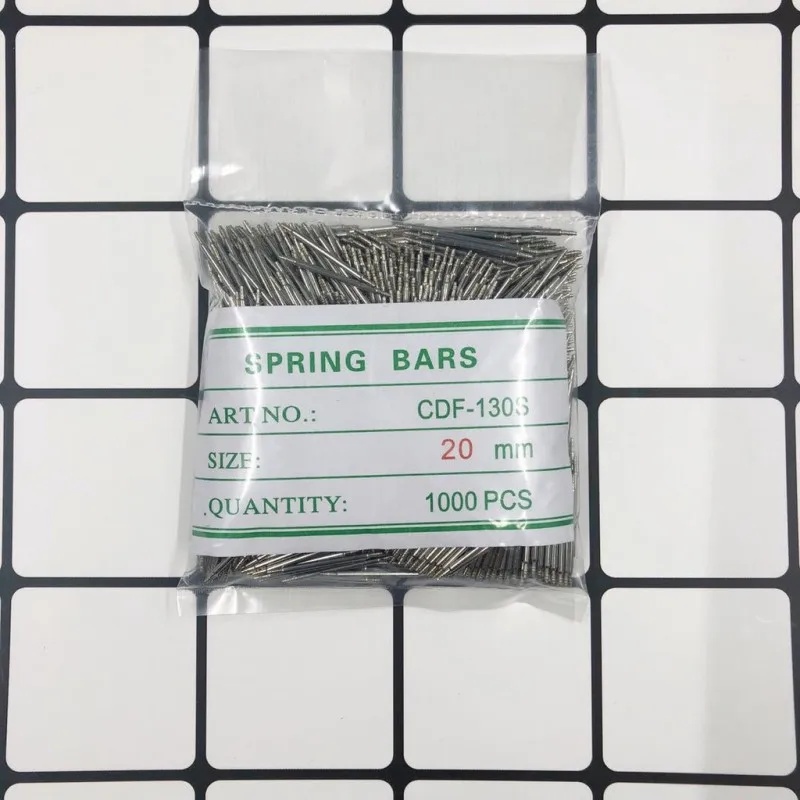 SPRING BARS
ART NO.: CDF-130S
SIZE: 20 mm
.QUANTITY: 1000 PCS